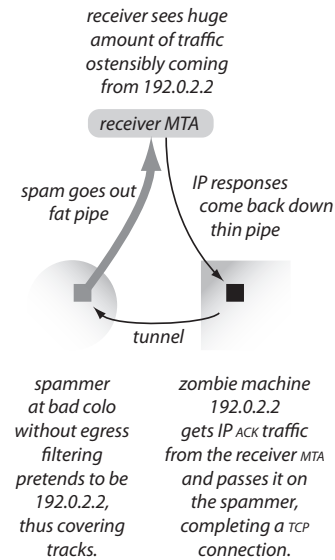 receiver sees huge
amount of traffic
ostensibly coming
from 192.0.2.2
receiver MTA
spam goes out
fat pipe
IP responses
come back down
thin pipe
tunnel
spammer
at bad colo
without egress
filtering
pretends to be
192.0.2.2,
thus covering
tracks.
zombie machine
192.0.2.2
gets IP ACK traffic
from the receiver MTA
and passes it on
the spammer,
completing a TCP
connection.